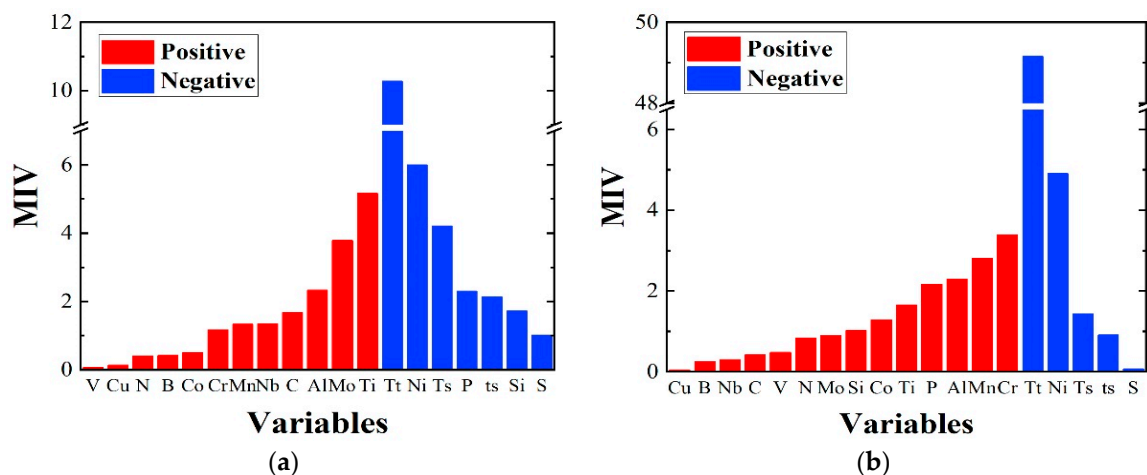 12
10
6
4
2
0
MIV
Positive
Negative
V Cu N B Co Cr Mn Nb C Al Mo Ti Tt Ni Ts P ts Si S
Variables
(a)
50
48
6
4
2
0
MIV
Positive
Negative
Cu B Nb C V N Mo Si Co Ti P Al Mn Cr Tt Ni Ts ts S
Variables
(b)